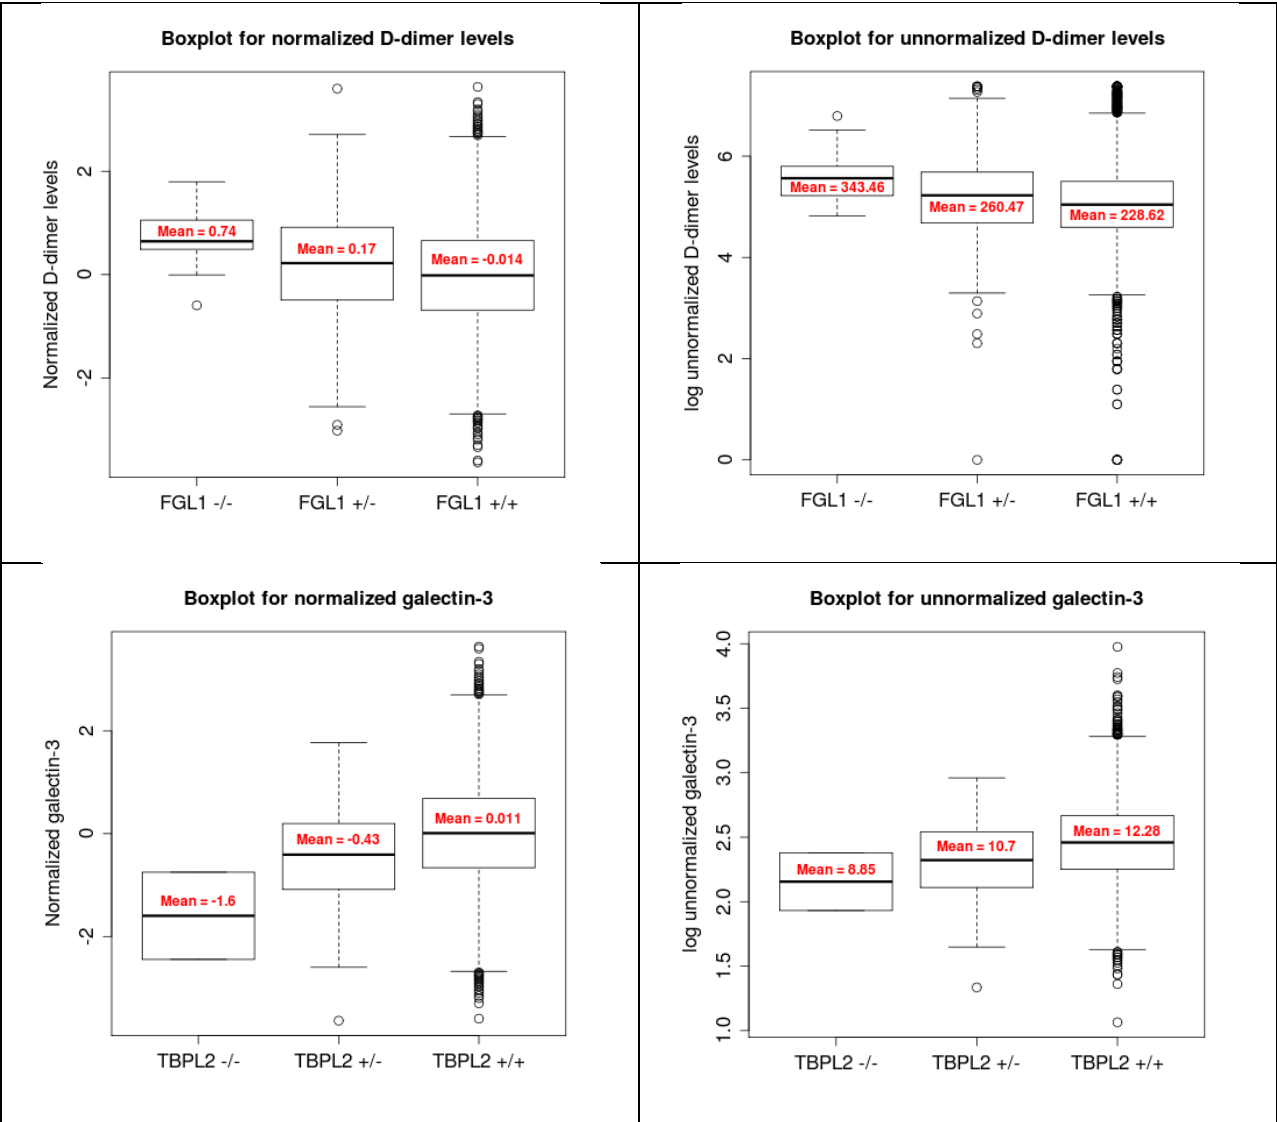 Boxplot for normalized D-dimer levels
Normalized D-dimer levels
2
0
-2
Mean = 0.74
Mean = 0.17
Mean = -0.014
FGL1 -/-
FGL1 +/-
FGL1 +/+
Boxplot for unnormalized D-dimer levels
log unnormalized D-dimer levels
6
4
2
0
Mean = 343.46
Mean = 260.47
Mean = 228.62
FGL1 -/-
FGL1 +/-
FGL1 +/+
Boxplot for normalized galectin-3
Normalized galectin-3
2
0
-2
Mean = -1.6
Mean = -0.43
Mean = 0.011
TBPL2 -/-
TBPL2 +/-
TBPL2 +/+
Boxplot for unnormalized galectin-3
log unnormalized galectin-3
4.0
3.5
3.0
2.5
2.0
1.5
1.0
Mean = 8.85
Mean = 10.7
Mean = 12.28
TBPL2 -/-
TBPL2 +/-
TBPL2 +/+